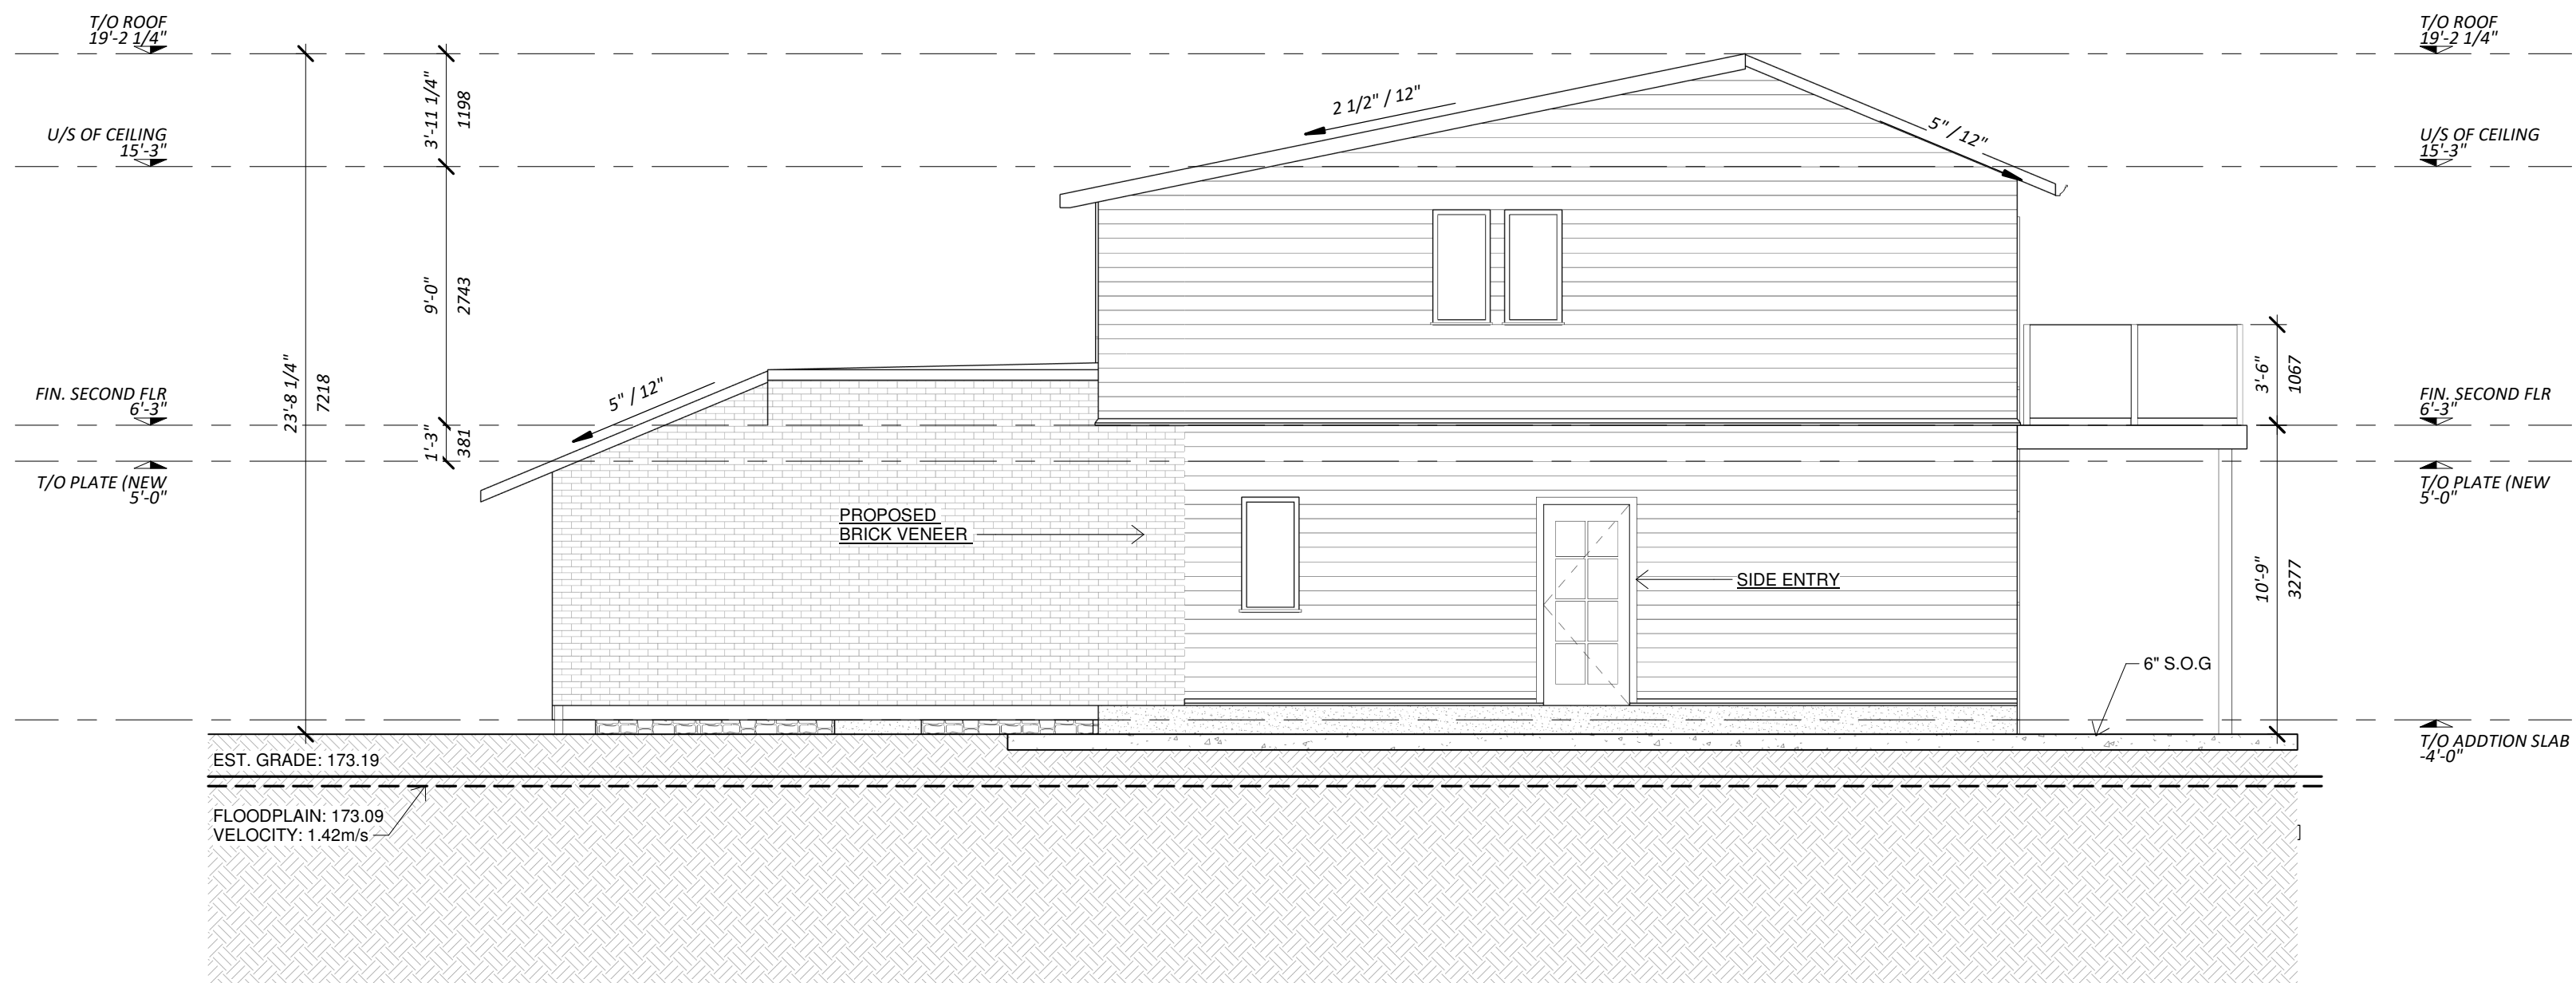 T/O ROOF
19'-2 1/4"
T/O ROOF
19'-2 1/4"
3'-11 1/4"
1198
2 1/2" / 12"
5" / 12"
U/S OF CEILING
15'-3"
U/S OF CEILING
15'-3"
9'-0"
2743
23'-8 1/4"
7218
5" / 12"
3'-6"
1067
FIN. SECOND FLR
6'-3"
FIN. SECOND FLR
6'-3"
1'-3"
381
T/O PLATE (NEW
5'-0"
T/O PLATE (NEW
5'-0"
PROPOSED
BRICK VENEER
SIDE ENTRY
10'-9"
3277
6" S.O.G
T/O ADDTION SLAB
-4'-0"
EST. GRADE: 173.19
FLOODPLAIN: 173.09
VELOCITY: 1.42m/s